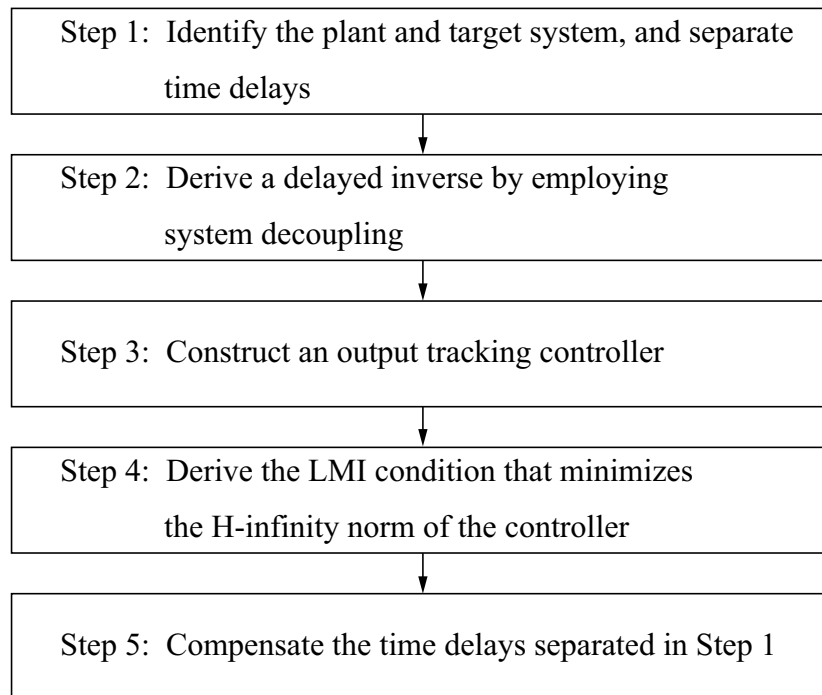 Step 1: Identify the plant and target system, and separate
time delays
Step 2: Derive a delayed inverse by employing
system decoupling
Step 3: Construct an output tracking controller
Step 4: Derive the LMI condition that minimizes
the H-infinity norm of the controller
Step 5: Compensate the time delays separated in Step 1